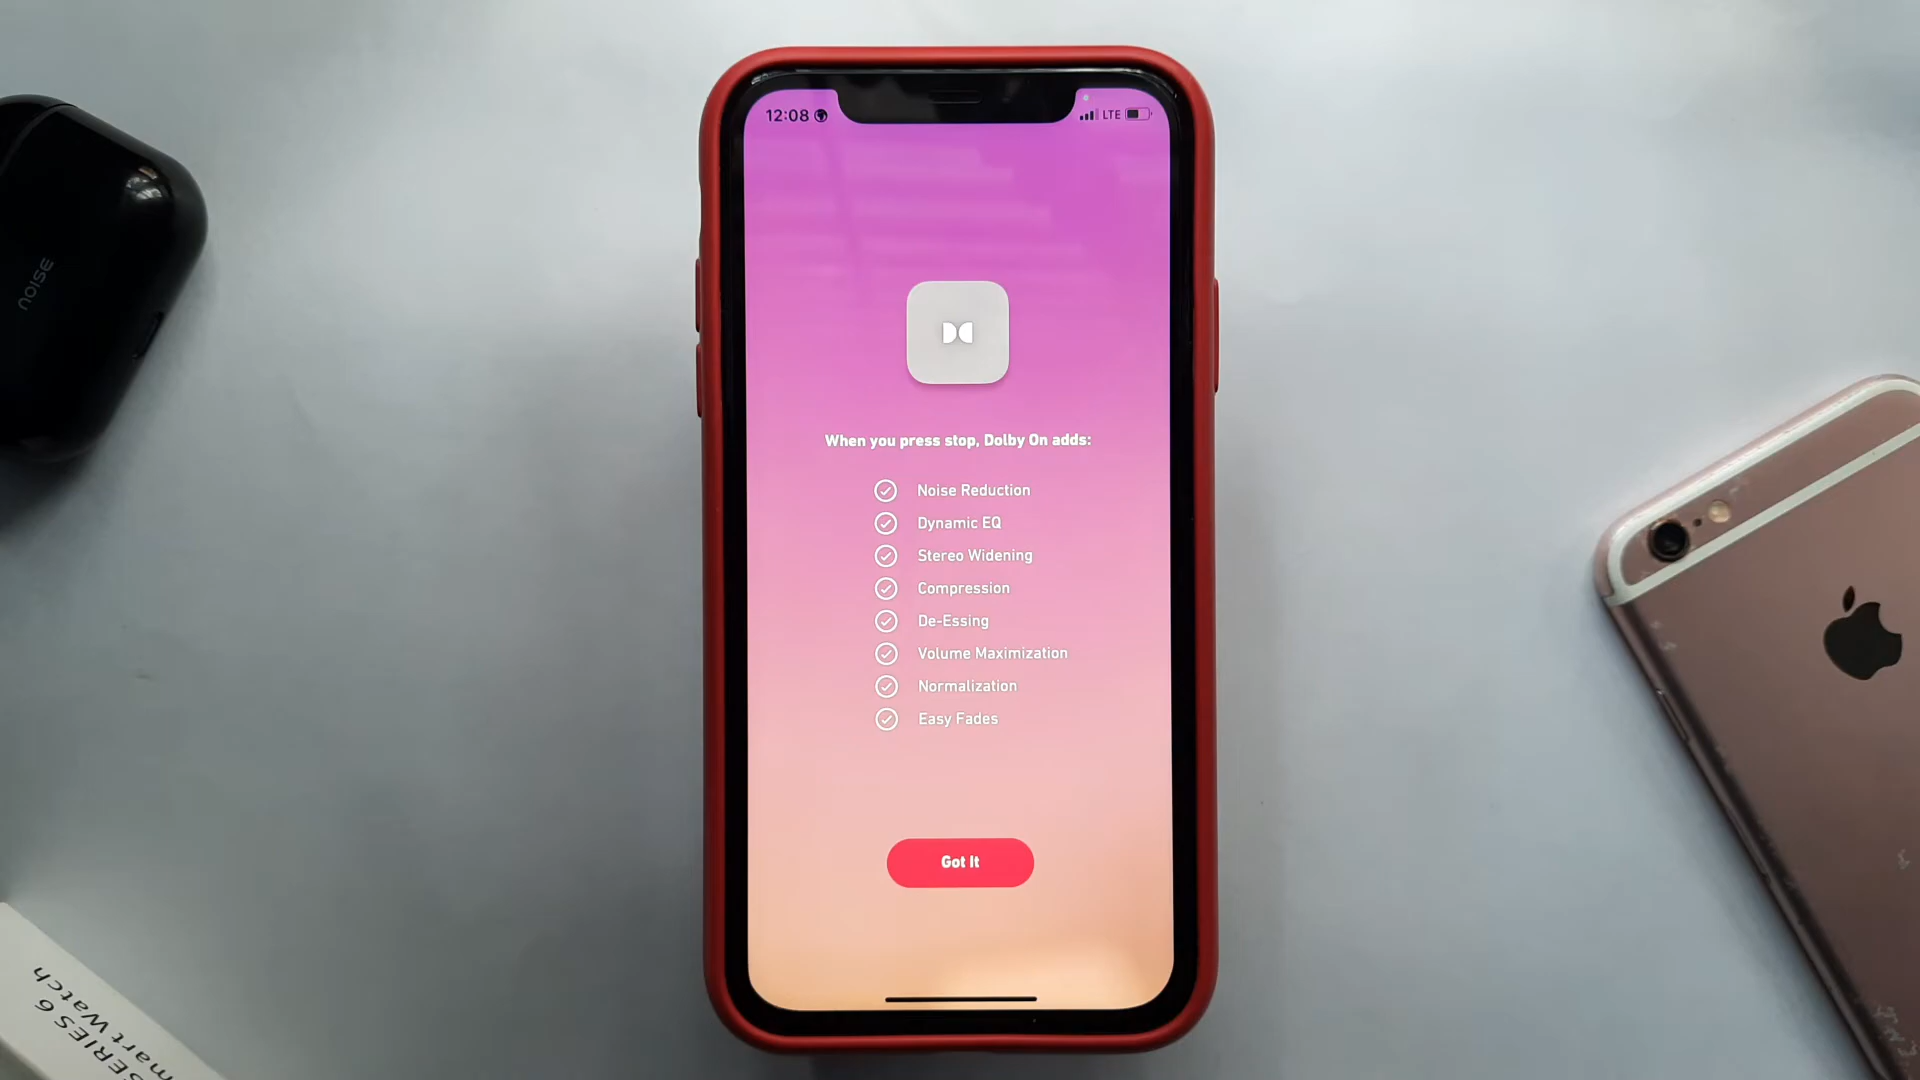 noise
12:08
LTE
When you press stop, Dolby On adds:
Noise Reduction
Dynamic EQ
Stereo Widening
Compression
De-Essing
Volume Maximization
Normalization
Easy Fades
Got It
SERIES 6
martWatch